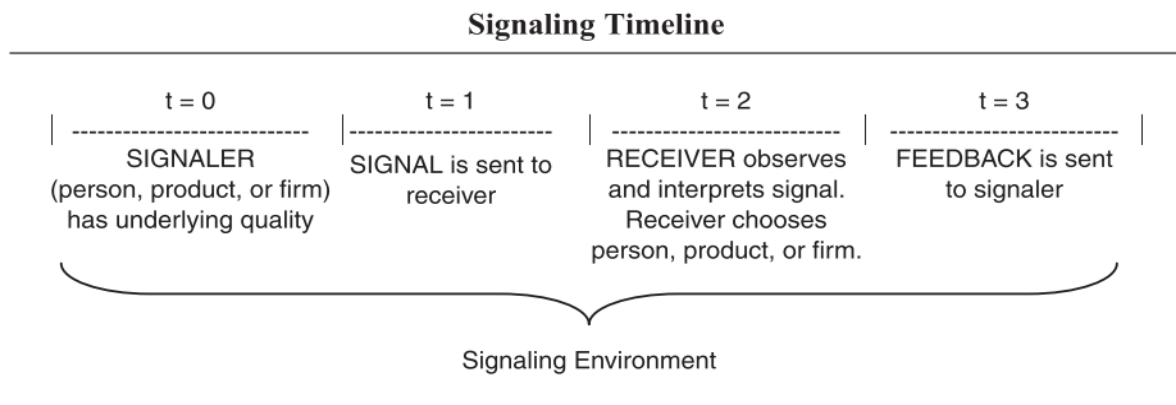 Signaling Timeline
t = 0
SIGNALER
(person, product, or firm)
has underlying quality
t = 1
SIGNAL is sent to
receiver
t = 2
RECEIVER observes
and interprets signal.
Receiver chooses
person, product, or firm.
t = 3
FEEDBACK is sent
to signaler
Signaling Environment